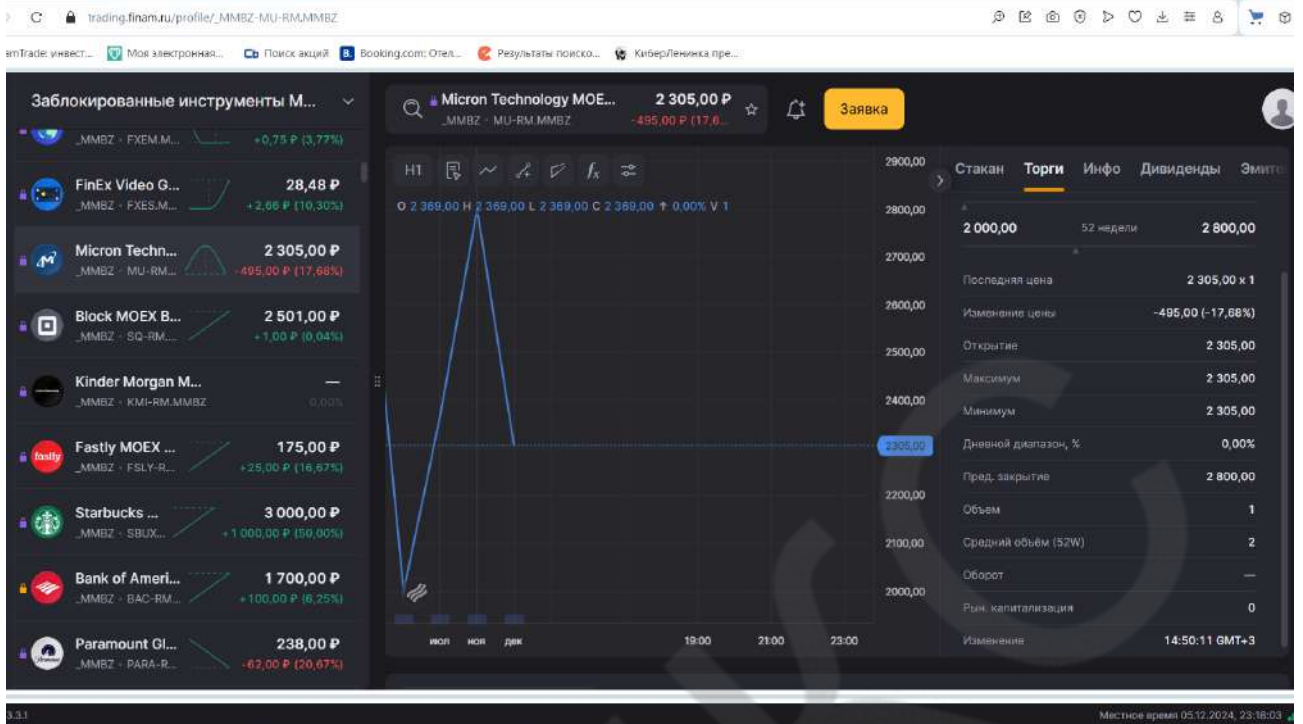 trading.finam.ru/profile/_MMBZ-MU-RM.MMBZ
amTrade: инвест... Моя электронная... Поиск акций Booking.com: Отел... Результаты поиско... КиберЛенинка пре...
Заблокированные инструменты М...
_MMBZ · FXEM.M... +0,75 ₽ (3,77%)
FinEx Video G... 28,48 ₽
_MMBZ · FXES.M... +2,66 ₽ (10,30%)
Micron Techn... 2 305,00 ₽
_MMBZ · MU-RM... -495,00 ₽ (17,68%)
Block MOEX B... 2 501,00 ₽
_MMBZ · SQ-RM.... +1,00 ₽ (0,04%)
Kinder Morgan M... —
_MMBZ · KMI-RM.MMBZ 0,00%
fastly
Fastly MOEX ... 175,00 ₽
_MMBZ · FSLY-R... +25,00 ₽ (16,67%)
Starbucks ... 3 000,00 ₽
_MMBZ · SBUX... +1 000,00 ₽ (50,00%)
Bank of Ameri... 1 700,00 ₽
_MMBZ · BAC-RM... +100,00 ₽ (6,25%)
Paramount Gl... 238,00 ₽
_MMBZ · PARA-R... -62,00 ₽ (20,67%)
Micron Technology MOE... 2 305,00 ₽
_MMBZ · MU-RM.MMBZ -495,00 ₽ (17,6...
Заявка
H1
O 2 369,00 H 2 369,00 L 2 369,00 C 2 369,00 ↑ 0,00% V 1
2900,00
2800,00
2700,00
2600,00
2500,00
2400,00
2305,00
2200,00
2100,00
2000,00
июл ноя дек 19:00 21:00 23:00
Стакан Торги Инфо Дивиденды Эмите
2 000,00 52 недели 2 800,00
Последняя цена 2 305,00 x 1
Изменение цены -495,00 (-17,68%)
Открытие 2 305,00
Максимум 2 305,00
Минимум 2 305,00
Дневной диапазон, % 0,00%
Пред. закрытие 2 800,00
Объем 1
Средний объём (52W) 2
Оборот —
Рын. капитализация 0
Изменение 14:50:11 GMT+3
3.3.1
Местное время 05.12.2024, 23:18:03